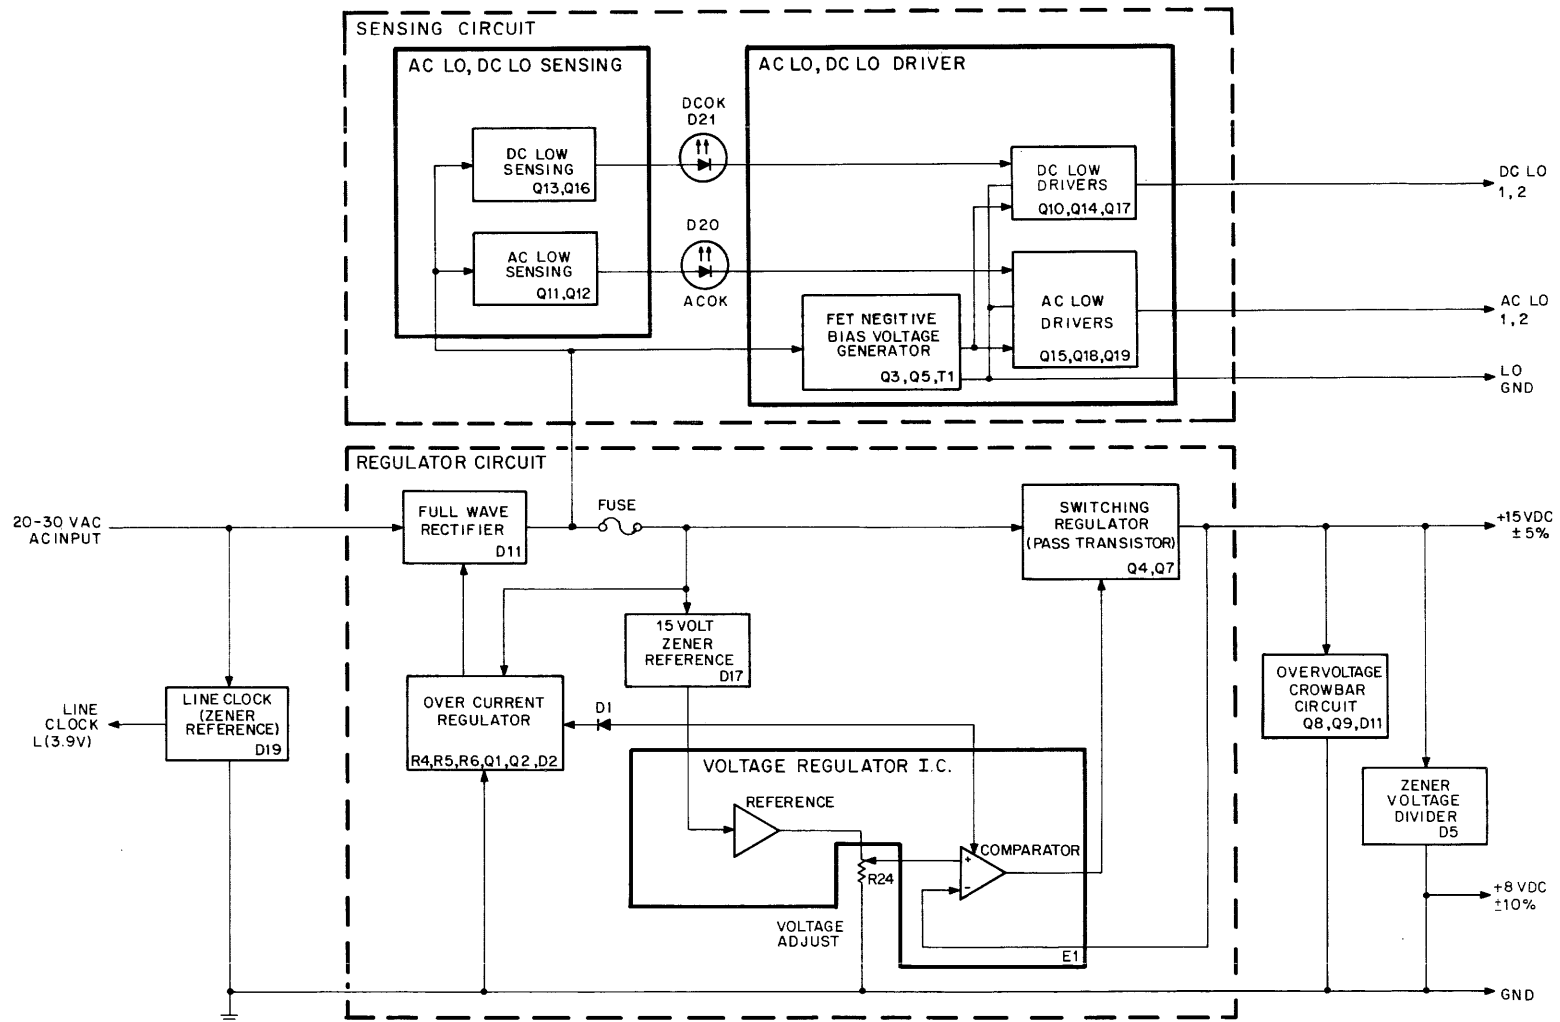 SENSING CIRCUIT
AC LO, DC LO SENSING
AC LO, DC LO DRIVER
DCOK
D21
DC LOW
SENSING
Q13,Q16
DC LOW
DRIVERS
Q10,Q14,Q17
DC LO
1,2
D20
ACOK
AC LOW
SENSING
Q11,Q12
AC LOW
DRIVERS
Q15,Q18,Q19
AC LO
1,2
FET NEGITIVE
BIAS VOLTAGE
GENERATOR
Q3,Q5,T1
LO
GND
REGULATOR CIRCUIT
20-30 VAC
AC INPUT
FULL WAVE
RECTIFIER
D11
FUSE
SWITCHING
REGULATOR
(PASS TRANSISTOR)
Q4,Q7
+15VDC
±5%
15 VOLT
ZENER
REFERENCE
D17
LINE
CLOCK
L(3.9V)
LINE CLOCK
(ZENER
REFERENCE)
D19
OVER CURRENT
REGULATOR
R4,R5,R6,Q1,Q2,D2
D1
OVERVOLTAGE
CROWBAR
CIRCUIT
Q8,Q9,D11
VOLTAGE REGULATOR I.C.
REFERENCE
COMPARATOR
+
-
R24
VOLTAGE
ADJUST
E1
ZENER
VOLTAGE
DIVIDER
D5
+8 VDC
±10%
GND